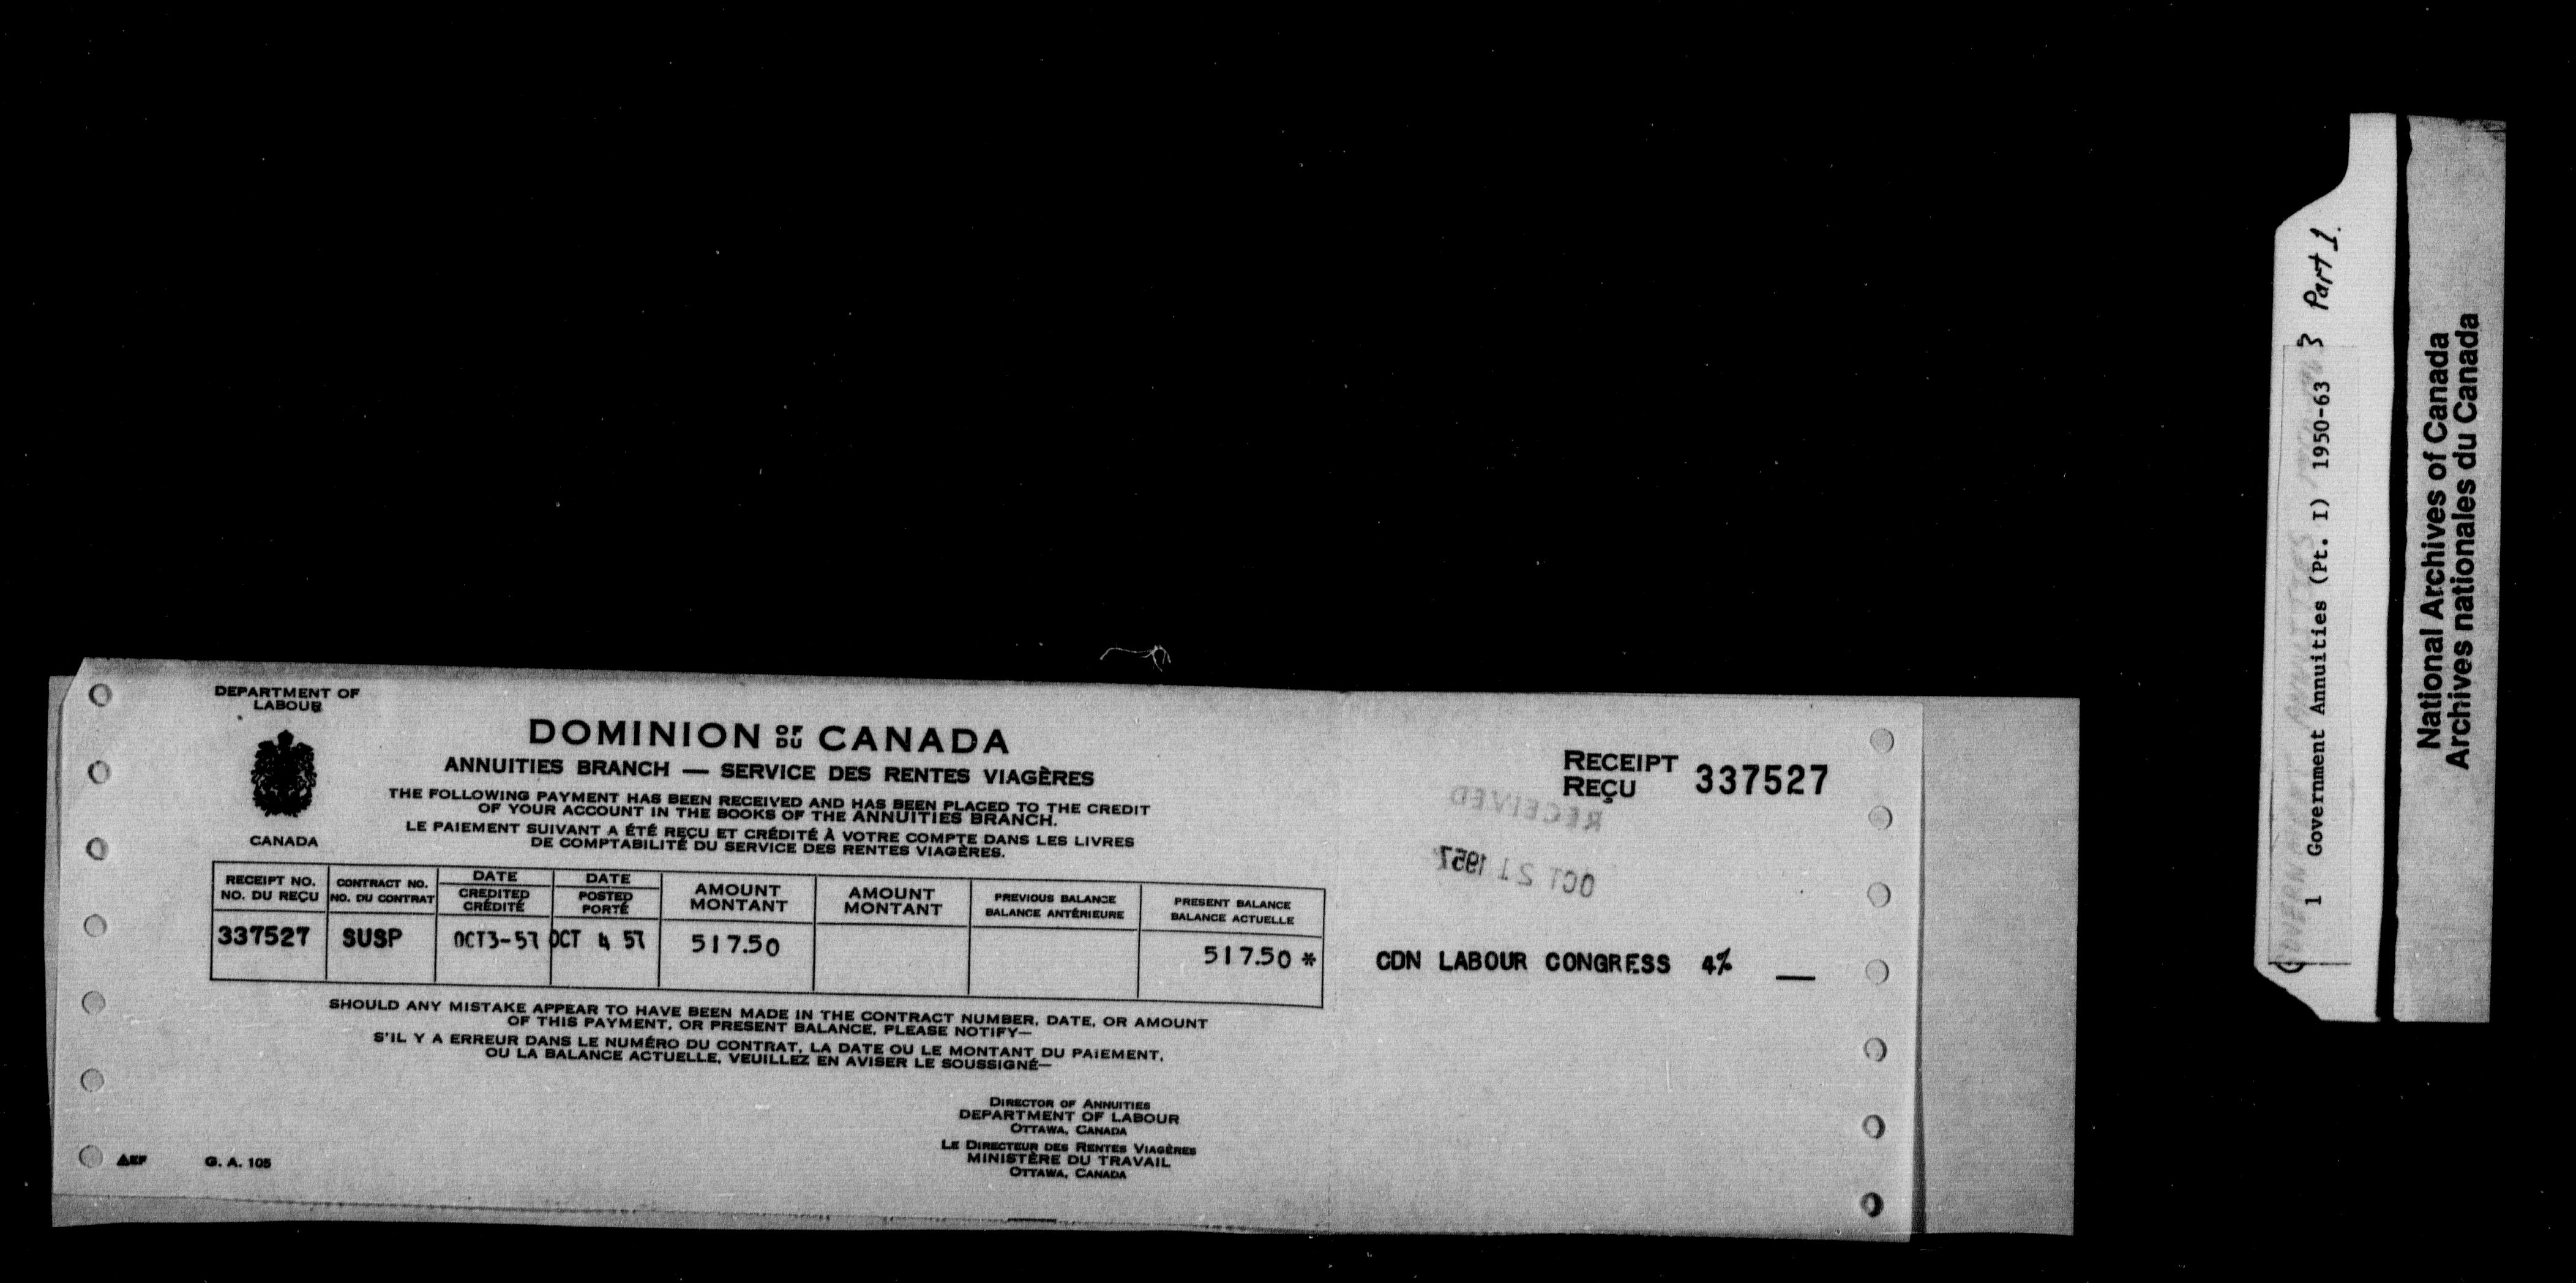 DEPARTMENT OF
LABOUR
CANADA
DOMINION OF DU CANADA
ANNUITIES BRANCH — SERVICE DES RENTES VIAGÈRES
THE FOLLOWING PAYMENT HAS BEEN RECEIVED AND HAS BEEN PLACED TO THE CREDIT
OF YOUR ACCOUNT IN THE BOOKS OF THE ANNUITIES BRANCH.
LE PAIEMENT SUIVANT A ÉTÉ REÇU ET CRÉDITÉ À VOTRE COMPTE DANS LES LIVRES
DE COMPTABILITÉ DU SERVICE DES RENTES VIAGÈRES.
RECEIPT
REÇU 337527
RECEIVED
OCT 21 1957
RECEIPT NO.
NO. DU REÇU
CONTRACT NO.
NO. DU CONTRAT
DATE
CREDITED
CRÉDITÉ
DATE
POSTED
PORTÉ
AMOUNT
MONTANT
AMOUNT
MONTANT
PREVIOUS BALANCE
BALANCE ANTÉRIEURE
PRESENT BALANCE
BALANCE ACTUELLE
337527 SUSP OCT3-57 OCT 4 57 517.50 517.50 *
CDN LABOUR CONGRESS 4% —
SHOULD ANY MISTAKE APPEAR TO HAVE BEEN MADE IN THE CONTRACT NUMBER, DATE, OR AMOUNT
OF THIS PAYMENT, OR PRESENT BALANCE, PLEASE NOTIFY—
S'IL Y A ERREUR DANS LE NUMÉRO DU CONTRAT, LA DATE OU LE MONTANT DU PAIEMENT,
OU LA BALANCE ACTUELLE, VEUILLEZ EN AVISER LE SOUSSIGNÉ—
DIRECTOR OF ANNUITIES
DEPARTMENT OF LABOUR
OTTAWA, CANADA
LE DIRECTEUR DES RENTES VIAGÈRES
MINISTÈRE DU TRAVAIL
OTTAWA, CANADA
AEF G. A. 105
1 Government Annuities (Pt. I) 1950-63 3 Part 1.
National Archives of Canada
Archives nationales du Canada